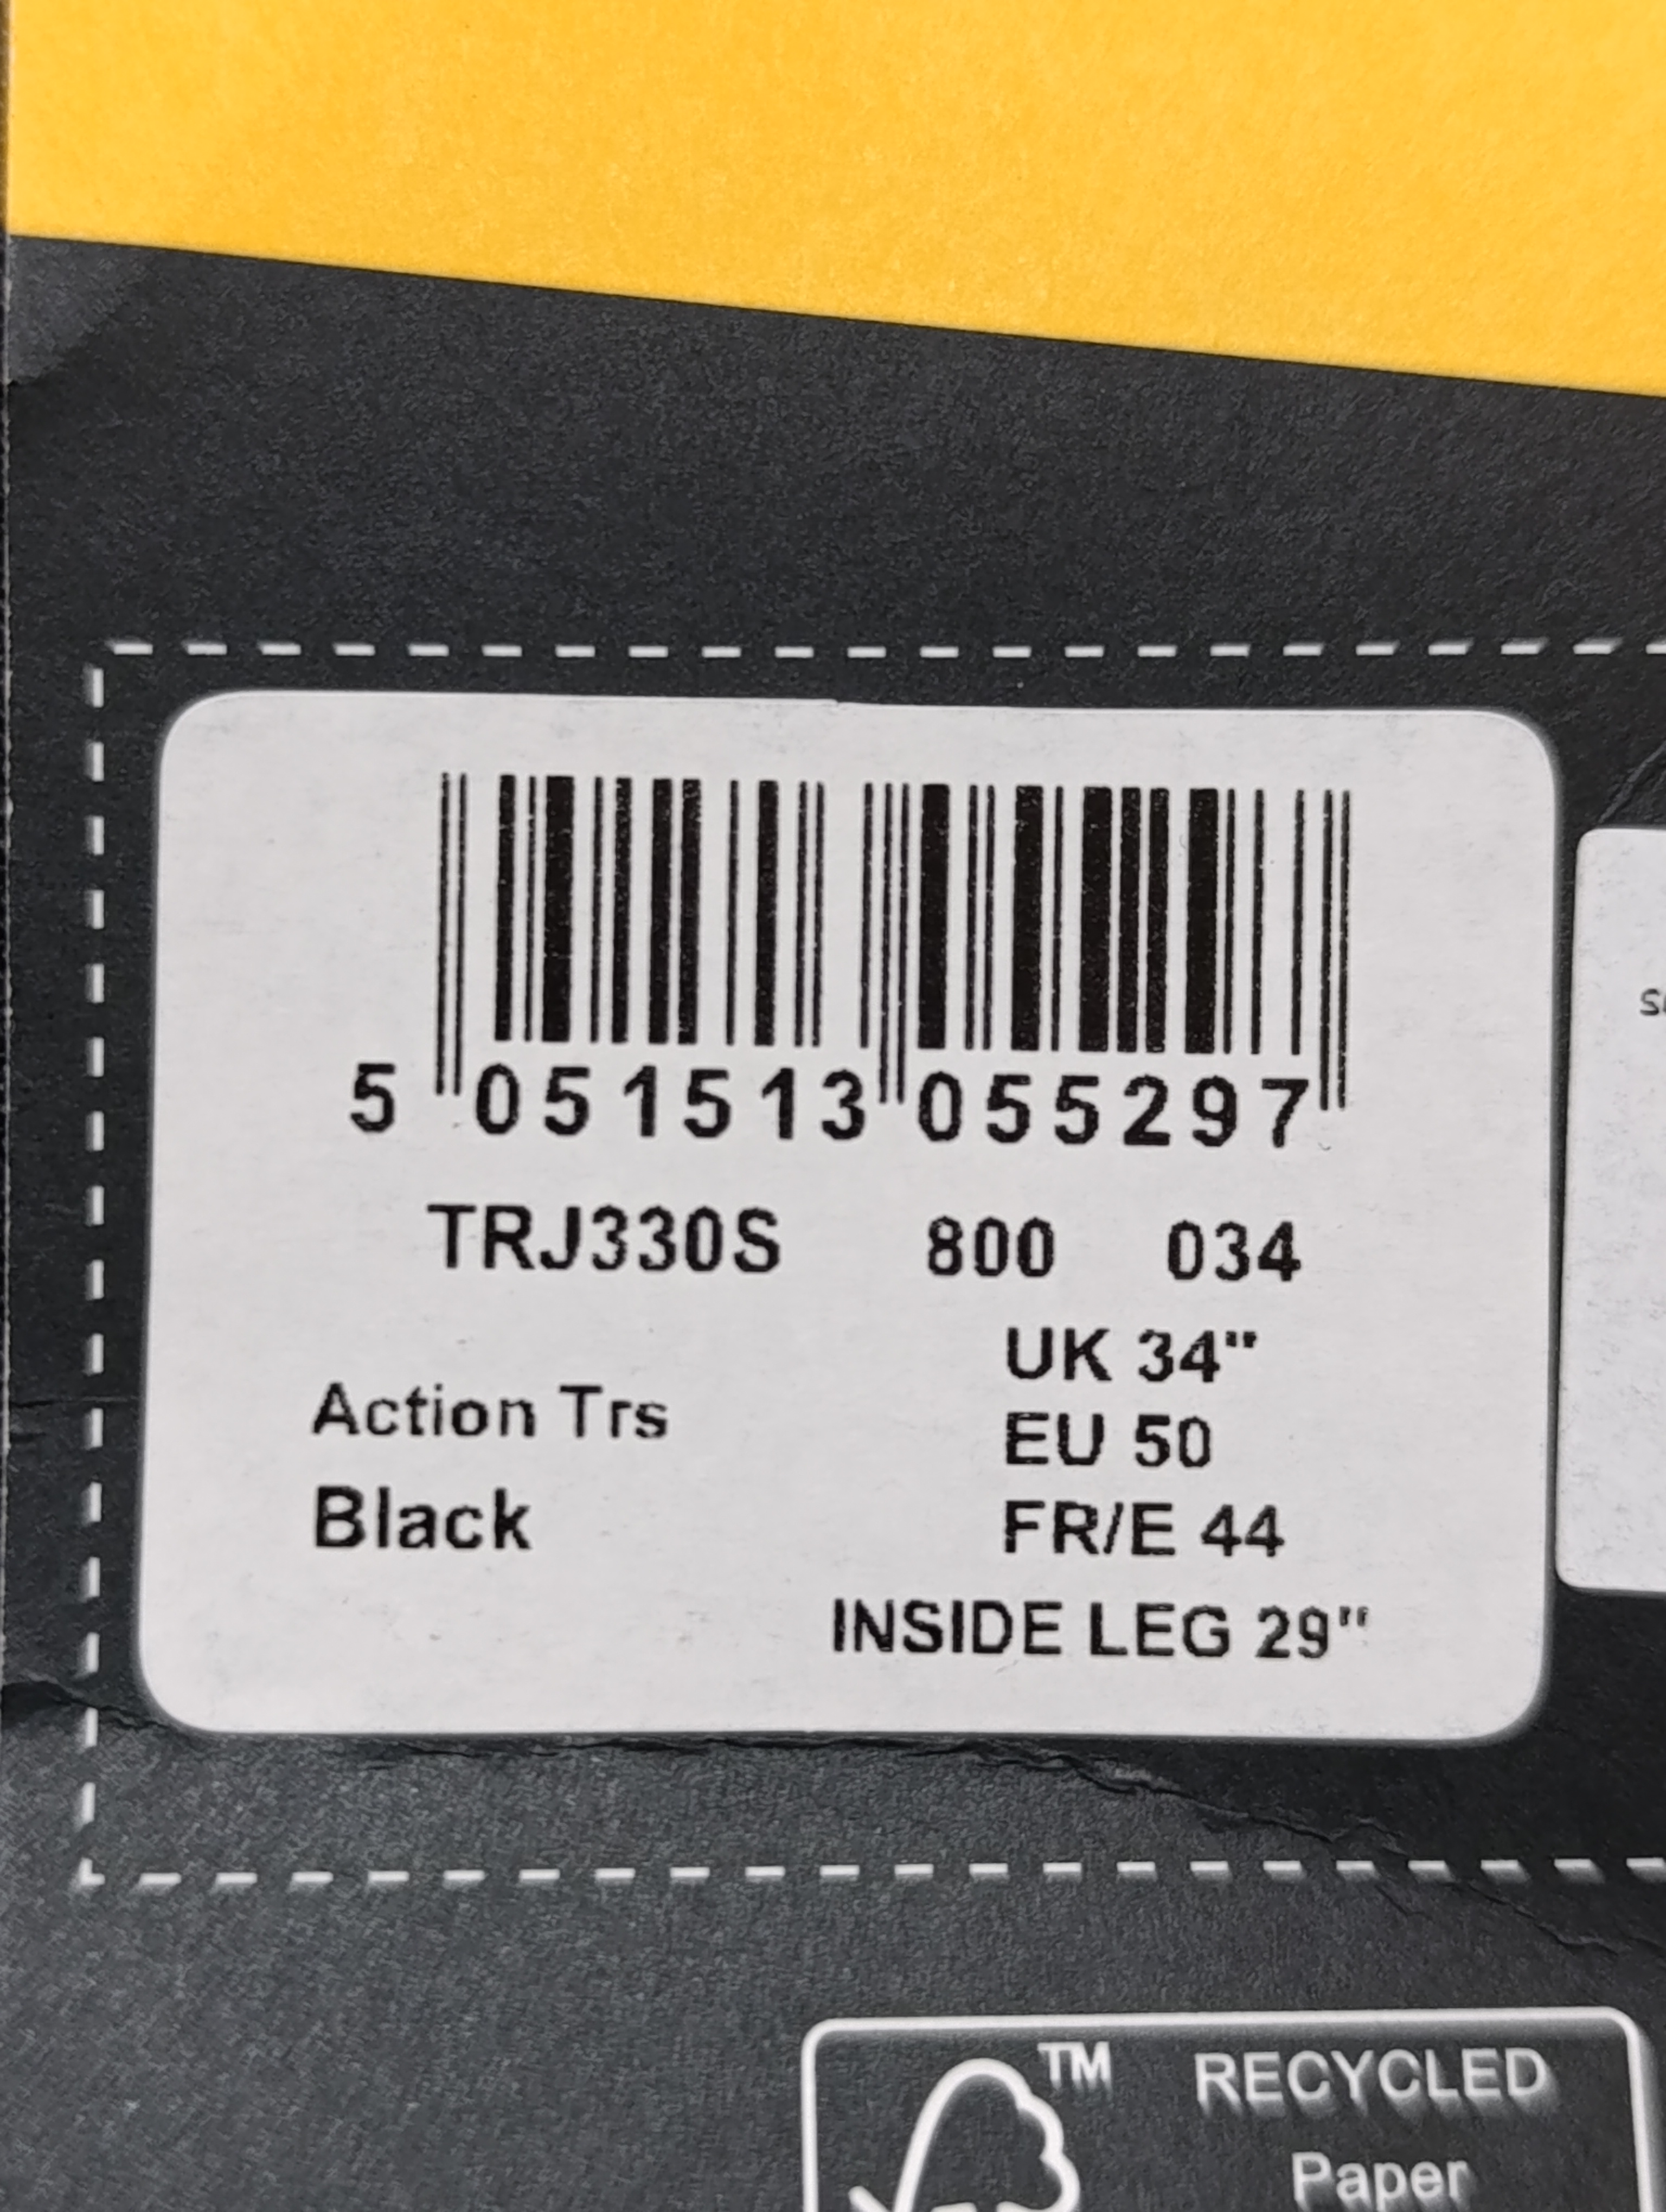 5 051513 055297
TRJ330S 800 034
UK 34"
Action Trs
EU 50
Black
FR/E 44
INSIDE LEG 29"
TM
RECYCLED
Paper